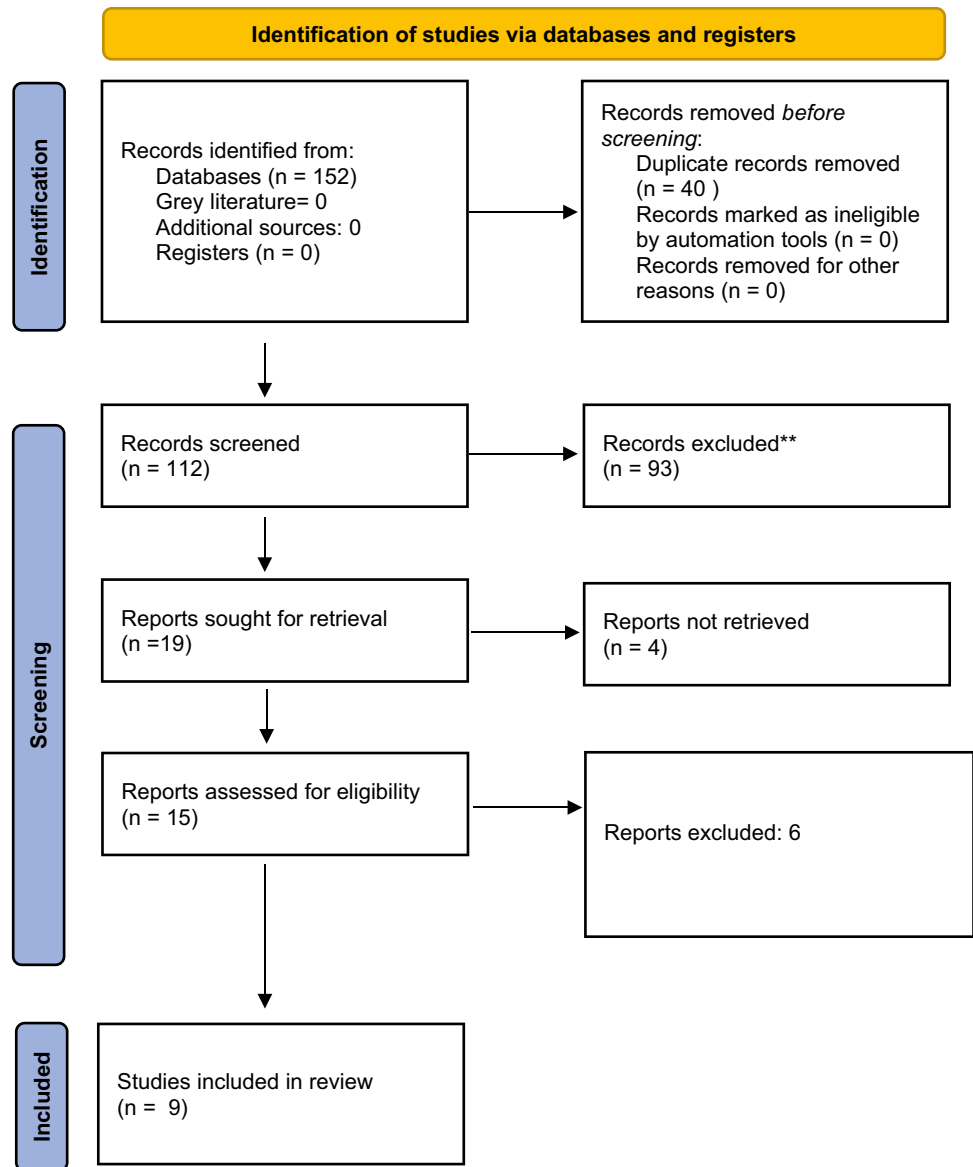 Identification of studies via databases and registers
Identification
Records identified from:
Databases (n = 152)
Grey literature= 0
Additional sources: 0
Registers (n = 0)
Records removed before
screening:
Duplicate records removed
(n = 40 )
Records marked as ineligible
by automation tools (n = 0)
Records removed for other
reasons (n = 0)
Screening
Records screened
(n = 112)
Records excluded**
(n = 93)
Reports sought for retrieval
(n =19)
Reports not retrieved
(n = 4)
Reports assessed for eligibility
(n = 15)
Reports excluded: 6
Included
Studies included in review
(n = 9)